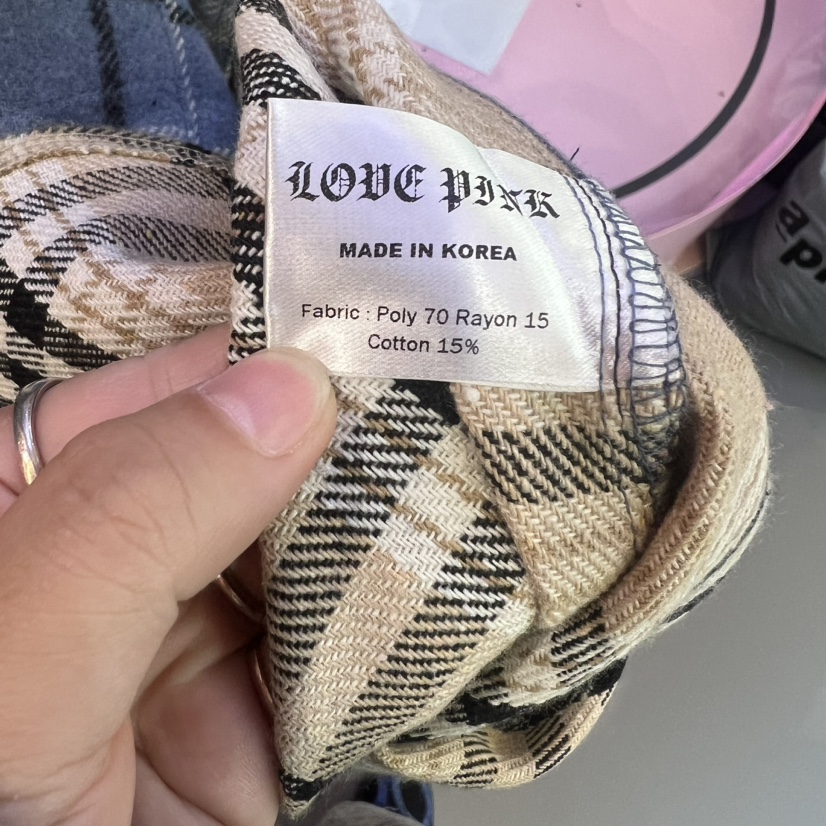 LOVE PINK
MADE IN KOREA
Fabric : Poly 70 Rayon 15
Cotton 15%